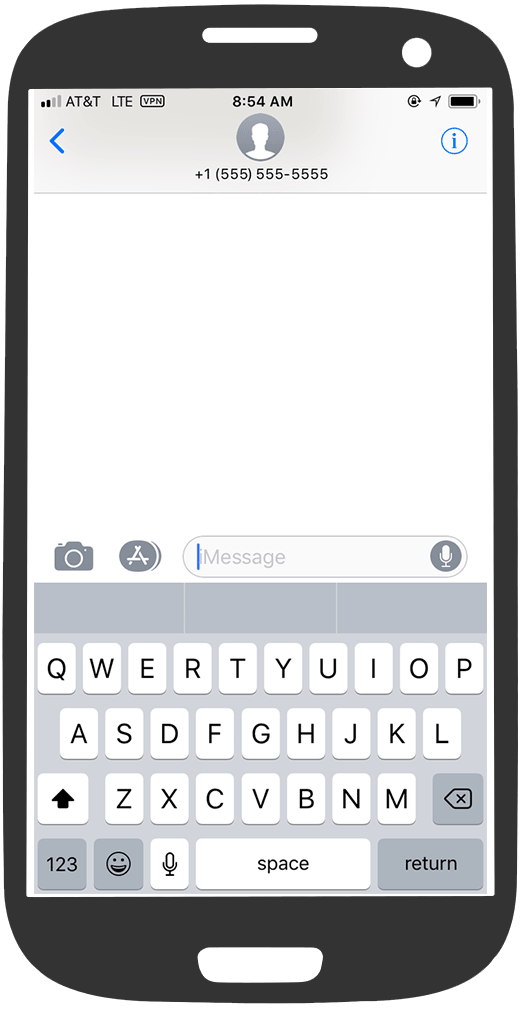 AT&T LTE VPN 8:54 AM
+1 (555) 555-5555
iMessage
Q W E R T Y U I O P
A S D F G H J K L
Z X C V B N M
123 space return